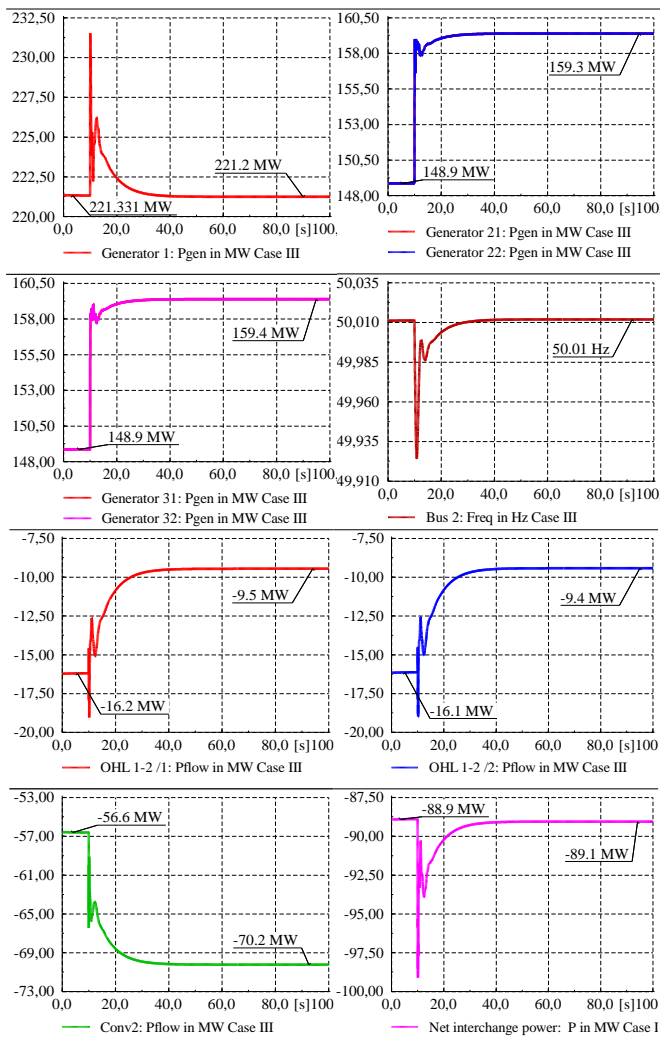 232,50
230,00
227,50
225,00
222,50
220,00
221.2 MW
221.331 MW
0,0 20,0 40,0 60,0 80,0 [s]100,
Generator 1: Pgen in MW Case III
160,50
158,00
155,50
153,00
150,50
148,00
159.3 MW
148.9 MW
0,0 20,0 40,0 60,0 80,0 [s]100
Generator 21: Pgen in MW Case III
Generator 22: Pgen in MW Case III
160,50
158,00
155,50
153,00
150,50
148,00
159.4 MW
148.9 MW
0,0 20,0 40,0 60,0 80,0 [s]100
Generator 31: Pgen in MW Case III
Generator 32: Pgen in MW Case III
50,035
50,010
49,985
49,960
49,935
49,910
50.01 Hz
0,0 20,0 40,0 60,0 80,0 [s]100
Bus 2: Freq in Hz Case III
-7,50
-10,00
-12,50
-15,00
-17,50
-20,00
-9.5 MW
-16.2 MW
0,0 20,0 40,0 60,0 80,0 [s]100
OHL 1-2 /1: Pflow in MW Case III
-7,50
-10,00
-12,50
-15,00
-17,50
-20,00
-9.4 MW
-16.1 MW
0,0 20,0 40,0 60,0 80,0 [s]100
OHL 1-2 /2: Pflow in MW Case III
-53,00
-57,00
-61,00
-65,00
-69,00
-73,00
-56.6 MW
-70.2 MW
0,0 20,0 40,0 60,0 80,0 [s]100
Conv2: Pflow in MW Case III
-87,50
-90,00
-92,50
-95,00
-97,50
-100,00
-88.9 MW
-89.1 MW
0,0 20,0 40,0 60,0 80,0 [s]100
Net interchange power: P in MW Case I